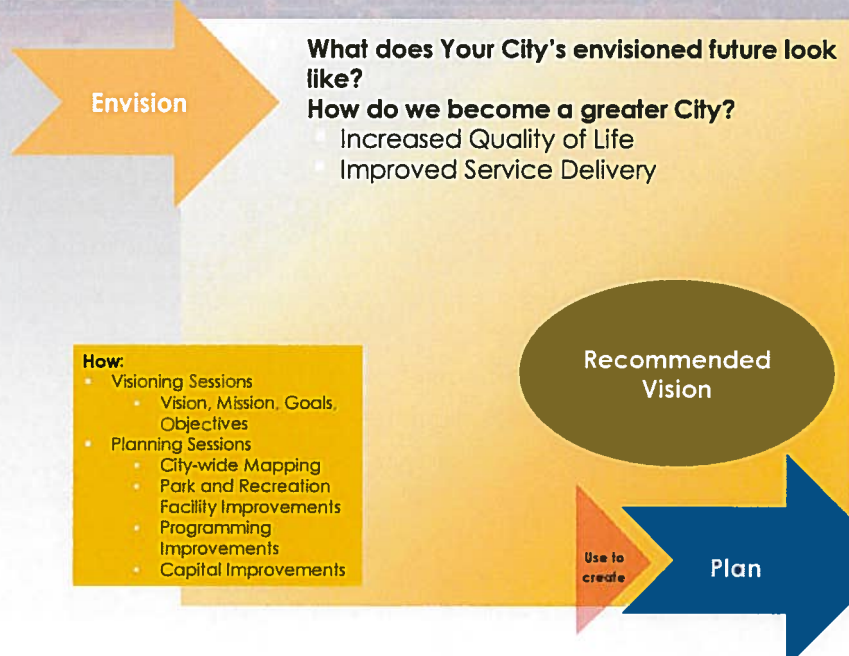 Envision
What does Your City's envisioned future look
like?
How do we become a greater City?
Increased Quality of Life
Improved Service Delivery
How:
Visioning Sessions
Vision, Mission, Goals,
Objectives
Planning Sessions
City-wide Mapping
Park and Recreation
Facility Improvements
Programming
Improvements
Capital Improvements
Recommended
Vision
Use to
create
Plan